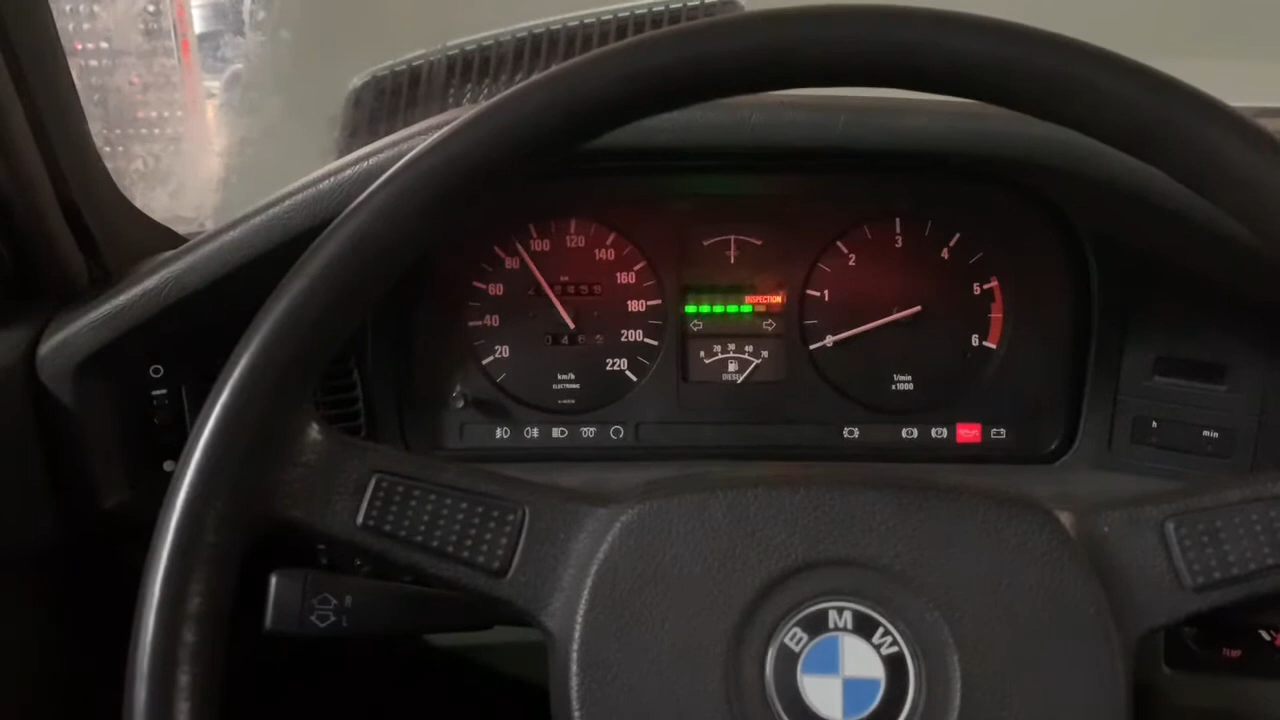 20
40
60
80
100
120
140
160
180
200
220
km/h
ELECTRONIC
INSPECTION
R 20 30 40 70
DIESEL
0
1
2
3
4
5
6
1/min
x1000
h
min
BMW
TEMP